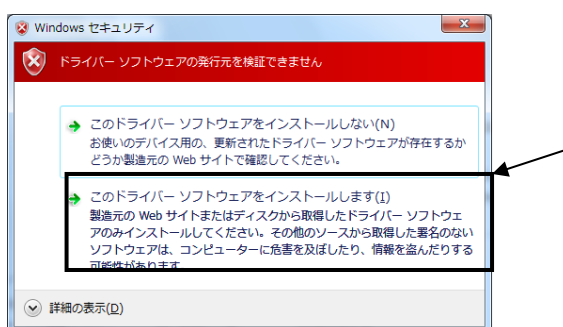 Windows セキュリティ
ドライバー ソフトウェアの発行元を検証できません
このドライバー ソフトウェアをインストールしない(N)
お使いのデバイス用の、更新されたドライバー ソフトウェアが存在するか
どうか製造元の Web サイトで確認してください。
このドライバー ソフトウェアをインストールします(I)
製造元の Web サイトまたはディスクから取得したドライバー ソフトウェ
アのみインストールしてください。その他のソースから取得した署名のない
ソフトウェアは、コンピューターに危害を及ぼしたり、情報を盗んだりする
可能性があります。
詳細の表示(D)